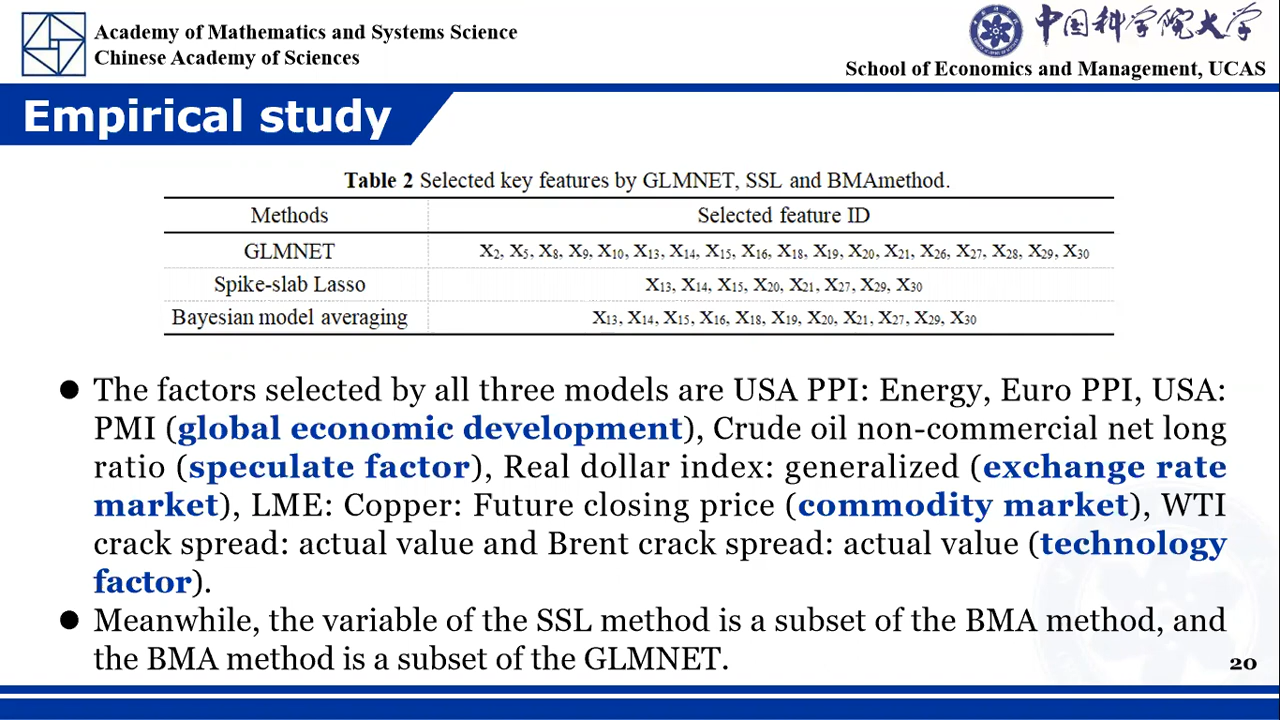 Academy of Mathematics and Systems Science
Chinese Academy of Sciences
中国科学院大学
School of Economics and Management, UCAS
Empirical study
Table 2 Selected key features by GLMNET, SSL and BMAmethod.
Methods Selected feature ID
GLMNET X2, X5, X8, X9, X10, X13, X14, X15, X16, X18, X19, X20, X21, X26, X27, X28, X29, X30
Spike-slab Lasso X13, X14, X15, X20, X21, X27, X29, X30
Bayesian model averaging X13, X14, X15, X16, X18, X19, X20, X21, X27, X29, X30
● The factors selected by all three models are USA PPI: Energy, Euro PPI, USA:
PMI (global economic development), Crude oil non-commercial net long
ratio (speculate factor), Real dollar index: generalized (exchange rate
market), LME: Copper: Future closing price (commodity market), WTI
crack spread: actual value and Brent crack spread: actual value (technology
factor).
● Meanwhile, the variable of the SSL method is a subset of the BMA method, and
the BMA method is a subset of the GLMNET.
20